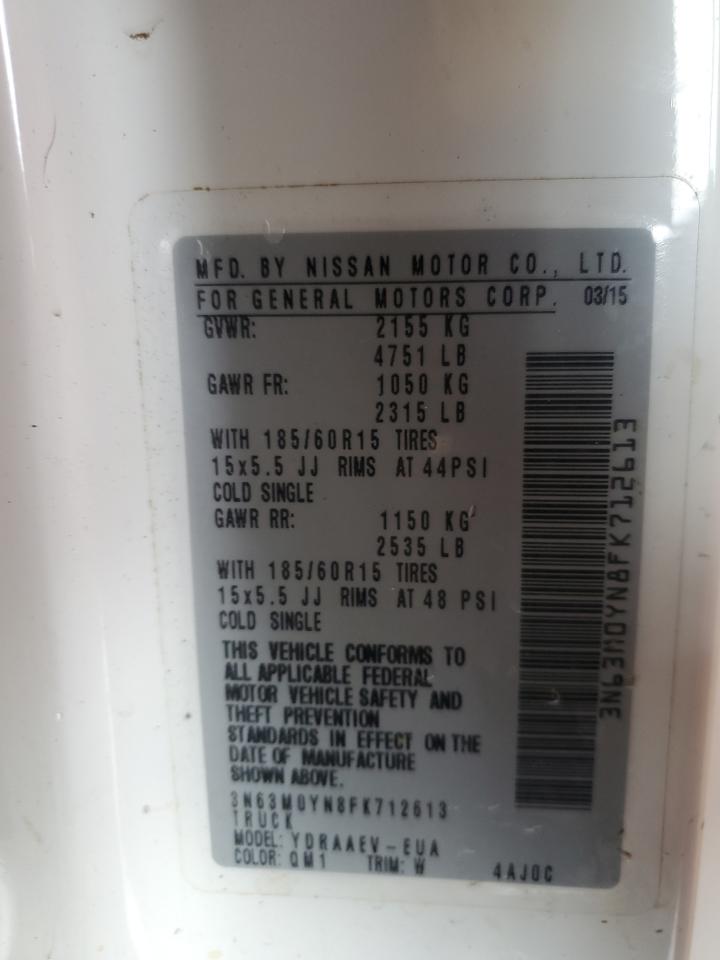 MFD. BY NISSAN MOTOR CO., LTD.
FOR GENERAL MOTORS CORP. 03/15
GVWR: 2155 KG
4751 LB
GAWR FR: 1050 KG
2315 LB
WITH 185/60R15 TIRES
15x5.5 JJ RIMS AT 44PSI
COLD SINGLE
GAWR RR: 1150 KG
2535 LB
WITH 185/60R15 TIRES
15x5.5 JJ RIMS AT 48 PSI
COLD SINGLE
THIS VEHICLE CONFORMS TO
ALL APPLICABLE FEDERAL
MOTOR VEHICLE SAFETY AND
THEFT PREVENTION
STANDARDS IN EFFECT ON THE
DATE OF MANUFACTURE
SHOWN ABOVE.
3N63M0YN8FK712613
TRUCK
MODEL: YDRAAEV-EUA
COLOR: QM1 TRIM: W 4AJ0C
3N63M0YN8FK712613